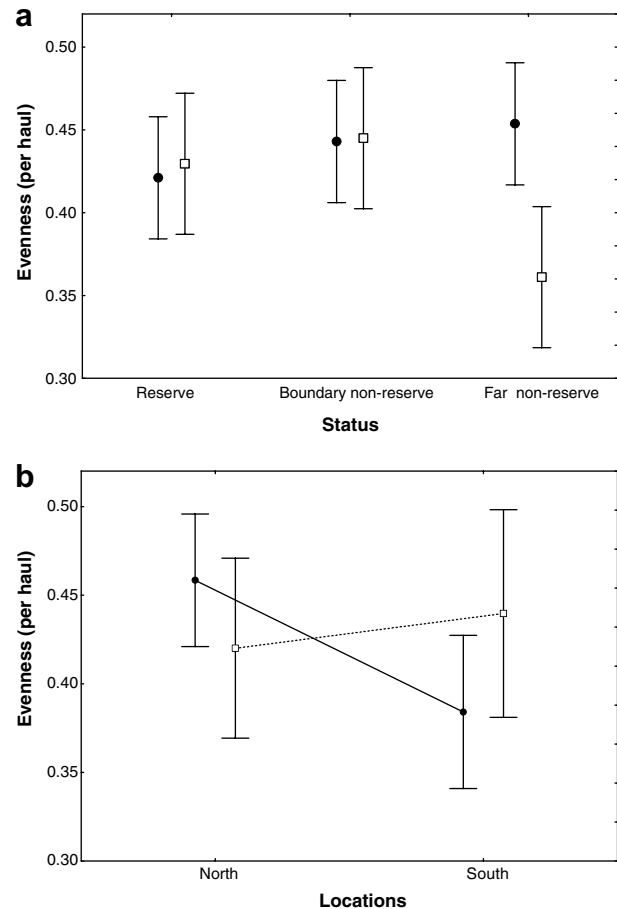 a
0.50
0.45
0.40
0.35
0.30
Evenness (per haul)
Reserve
Boundary non-reserve
Far non-reserve
Status
b
0.50
0.45
0.40
0.35
0.30
Evenness (per haul)
North
South
Locations